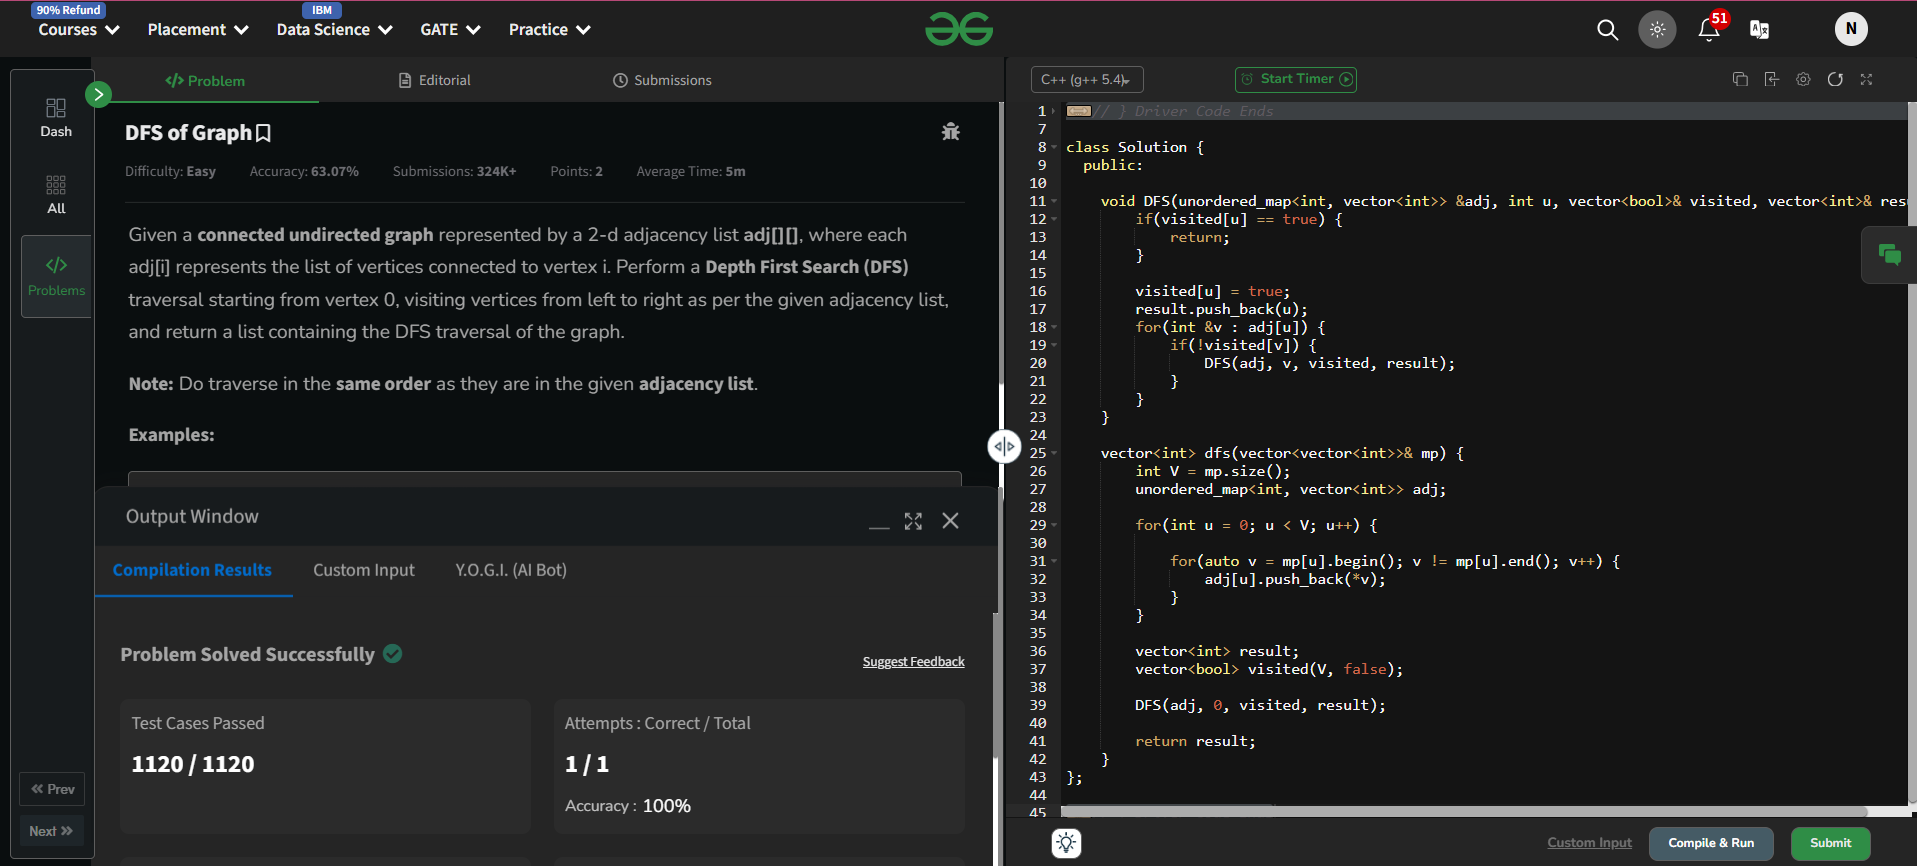 90% Refund
IBM
Courses
Placement
Data Science
GATE
Practice
51
N
Dash
All
Problems
Prev
Next
Problem
Editorial
Submissions
DFS of Graph
Difficulty: Easy
Accuracy: 63.07%
Submissions: 324K+
Points: 2
Average Time: 5m
Given a connected undirected graph represented by a 2-d adjacency list adj[][], where each
adj[i] represents the list of vertices connected to vertex i. Perform a Depth First Search (DFS)
traversal starting from vertex 0, visiting vertices from left to right as per the given adjacency list,
and return a list containing the DFS traversal of the graph.
Note: Do traverse in the same order as they are in the given adjacency list.
Examples:
Output Window
Compilation Results
Custom Input
Y.O.G.I. (AI Bot)
Problem Solved Successfully
Suggest Feedback
Test Cases Passed
1120 / 1120
Attempts : Correct / Total
1 / 1
Accuracy : 100%
C++ (g++ 5.4)
Start Timer
1 // } Driver Code Ends
7
8 class Solution {
9 public:
10
11 void DFS(unordered_map<int, vector<int>> &adj, int u, vector<bool>& visited, vector<int>& res
12 if(visited[u] == true) {
13 return;
14 }
15
16 visited[u] = true;
17 result.push_back(u);
18 for(int &v : adj[u]) {
19 if(!visited[v]) {
20 DFS(adj, v, visited, result);
21 }
22 }
23 }
24
25 vector<int> dfs(vector<vector<int>>& mp) {
26 int V = mp.size();
27 unordered_map<int, vector<int>> adj;
28
29 for(int u = 0; u < V; u++) {
30
31 for(auto v = mp[u].begin(); v != mp[u].end(); v++) {
32 adj[u].push_back(*v);
33 }
34 }
35
36 vector<int> result;
37 vector<bool> visited(V, false);
38
39 DFS(adj, 0, visited, result);
40
41 return result;
42 }
43 };
44
45
Custom Input
Compile & Run
Submit